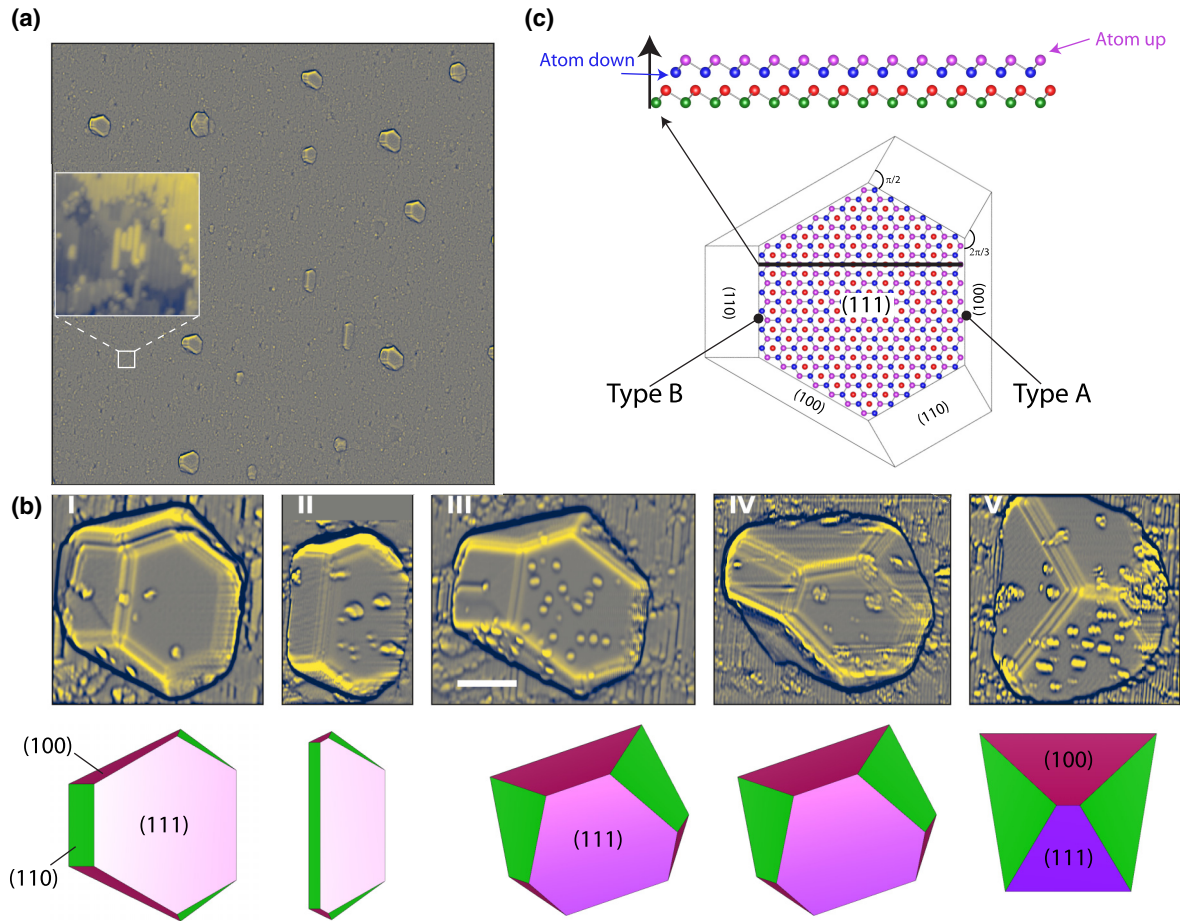 (a)
(c)
Atom up
Atom down
π/2
2π/3
(111)
(110)
(100)
Type B
Type A
(100)
(110)
(b)
I
II
III
IV
V
(100)
(111)
(110)
(111)
(100)
(111)